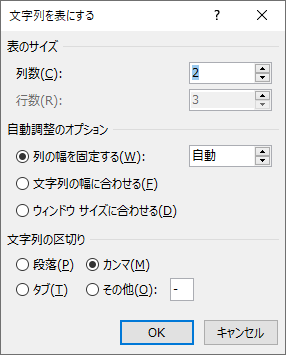 文字列を表にする
表のサイズ
列数(C): 2
行数(R): 3
自動調整のオプション
列の幅を固定する(W): 自動
文字列の幅に合わせる(F)
ウィンドウ サイズに合わせる(D)
文字列の区切り
段落(P) カンマ(M)
タブ(T) その他(O): -
OK キャンセル